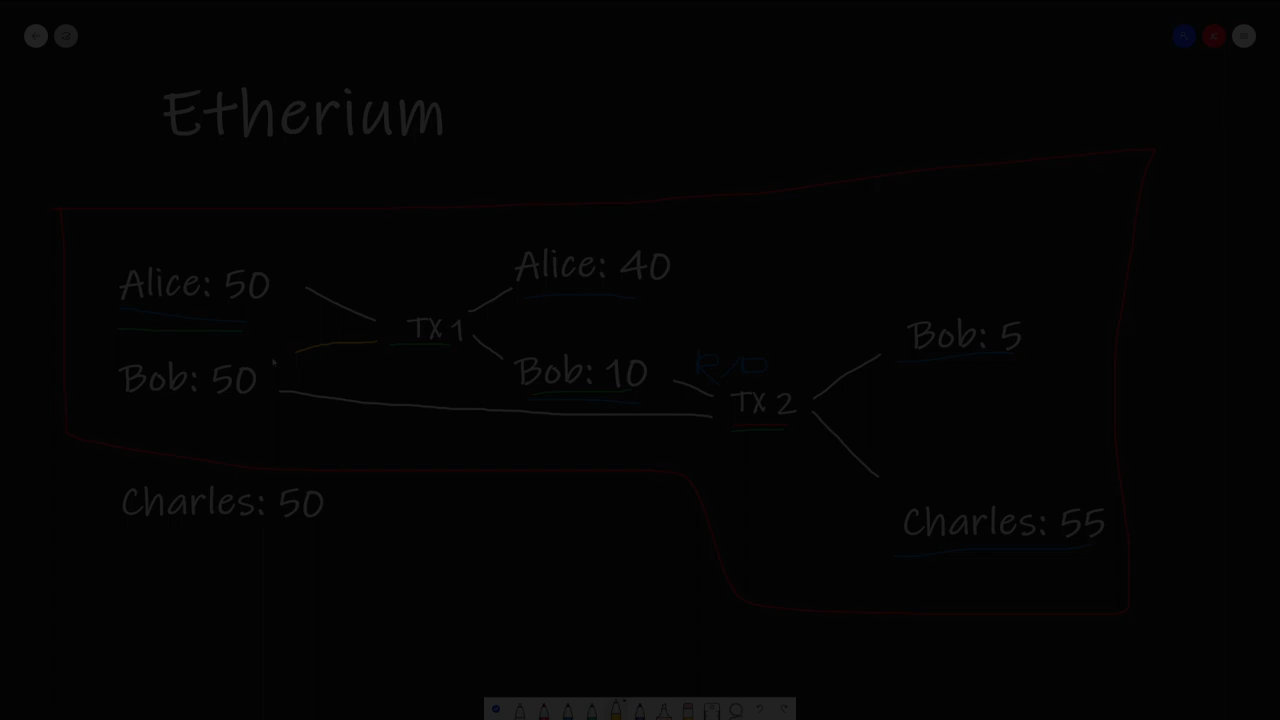 Etherium
Alice: 50
Bob: 50
Charles: 50
TX 1
Alice: 40
Bob: 10
TX 2
Bob: 5
Charles: 55